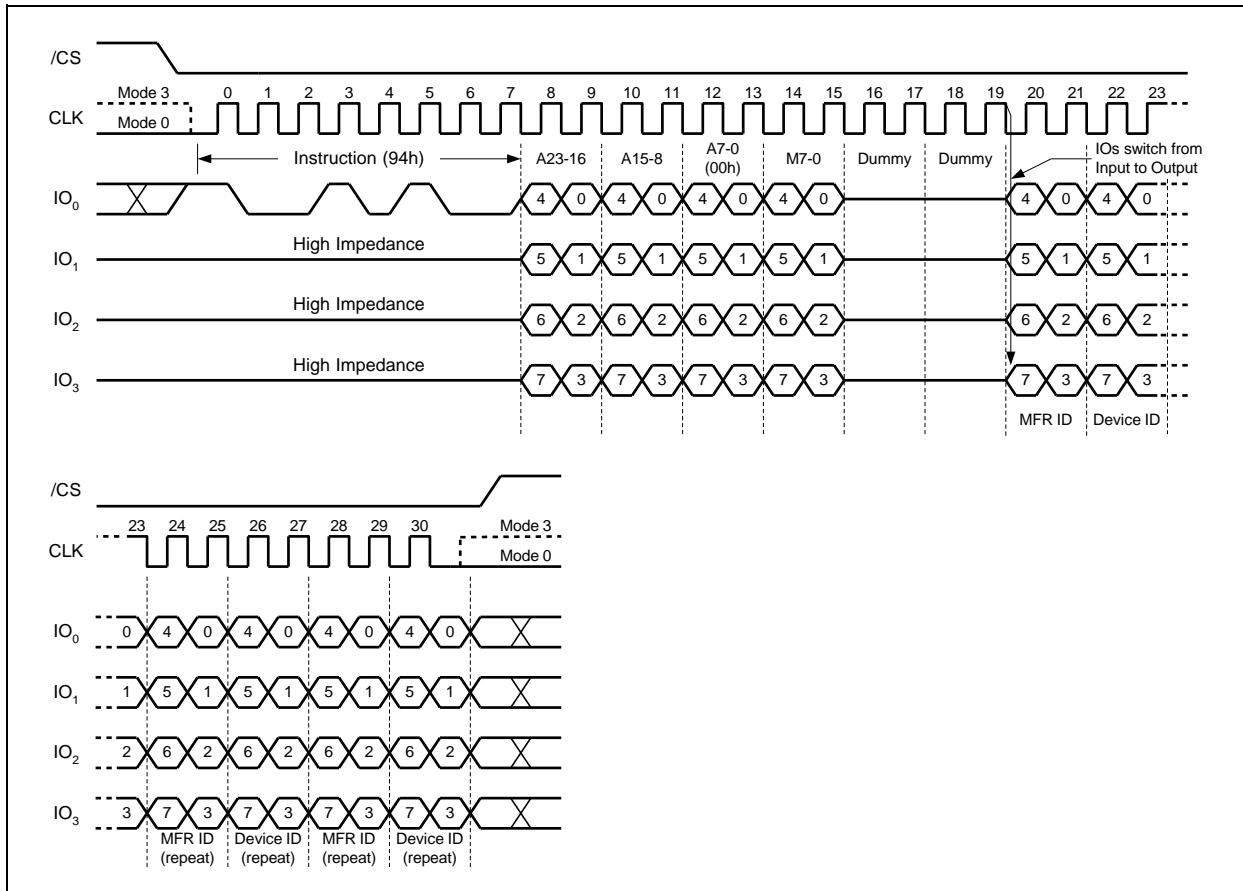 /CS
Mode 3 0 1 2 3 4 5 6 7 8 9 10 11 12 13 14 15 16 17 18 19 20 21 22 23
CLK
Mode 0
Instruction (94h) A23-16 A15-8 A7-0 (00h) M7-0 Dummy Dummy IOs switch from Input to Output
IO0 4 0 4 0 4 0 4 0 4 0 4 0
High Impedance
IO1 5 1 5 1 5 1 5 1 5 1 5 1
High Impedance
IO2 6 2 6 2 6 2 6 2 6 2 6 2
High Impedance
IO3 7 3 7 3 7 3 7 3 7 3 7 3
MFR ID Device ID
/CS
23 24 25 26 27 28 29 30 Mode 3
CLK
Mode 0
IO0 0 4 0 4 0 4 0 4 0
IO1 1 5 1 5 1 5 1 5 1
IO2 2 6 2 6 2 6 2 6 2
IO3 3 7 3 7 3 7 3 7 3
MFR ID Device ID MFR ID Device ID
(repeat) (repeat) (repeat) (repeat)